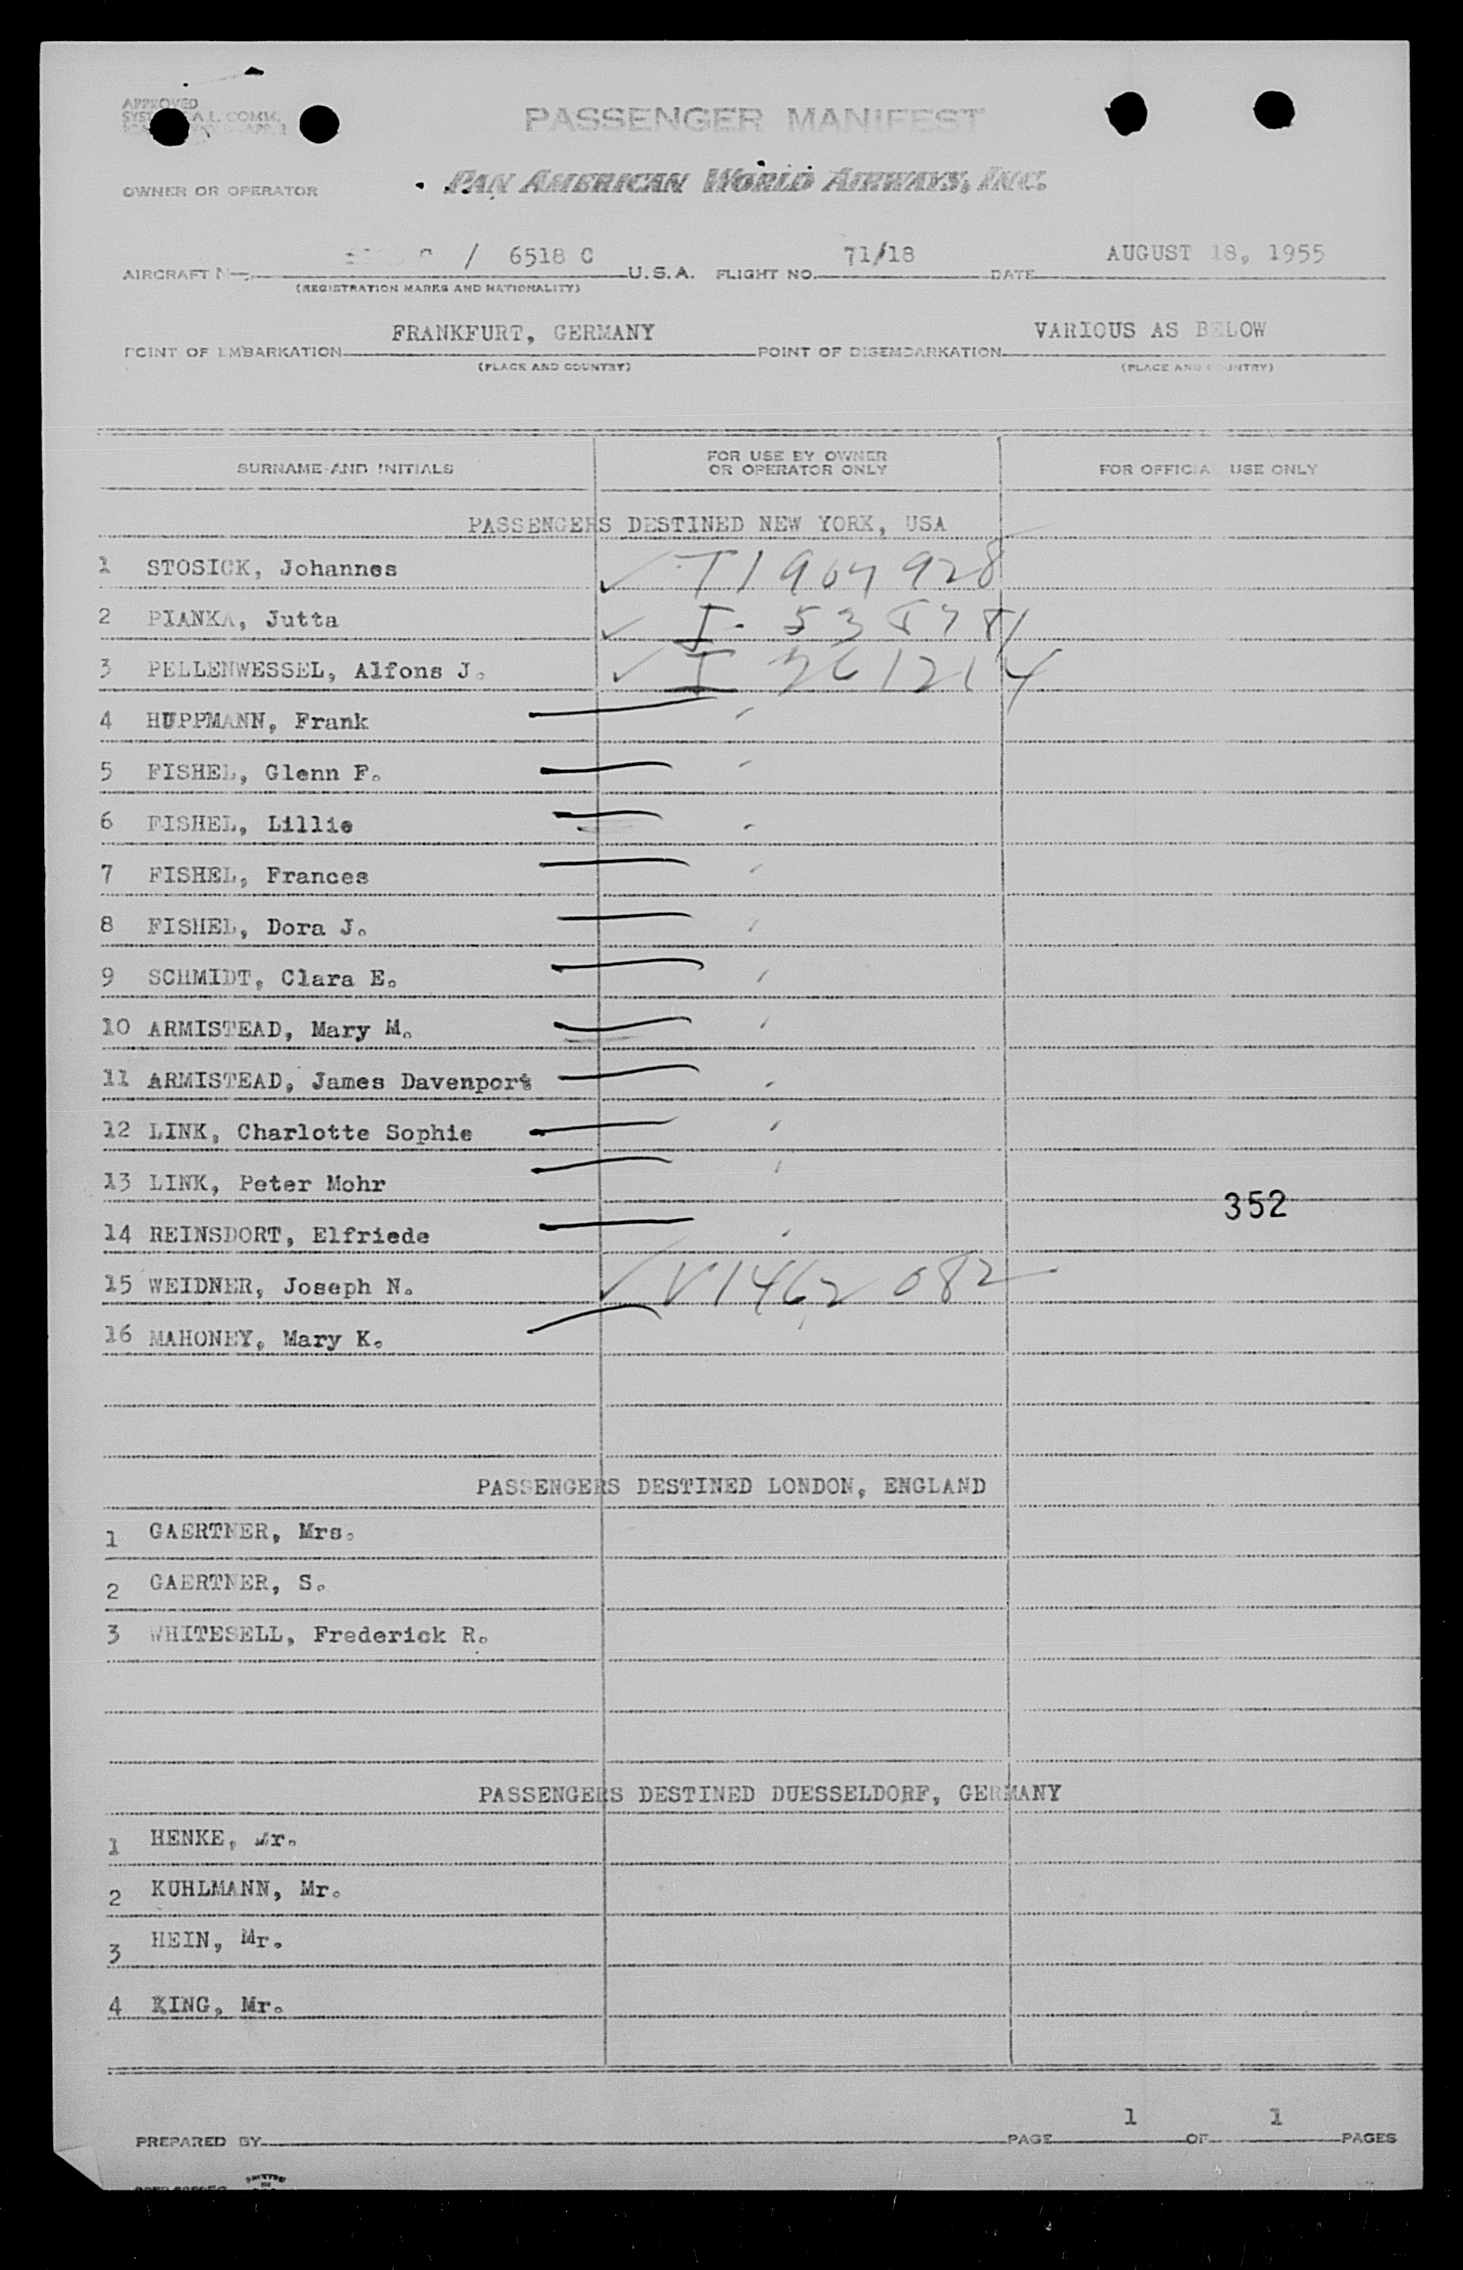 APPROVED
COMM.
PASSENGER MANIFEST
OWNER OR OPERATOR PAN AMERICAN WORLD AIRWAYS, INC.
AIRCRAFT / 6518 C U.S.A. FLIGHT NO. 71/18 DATE AUGUST 18, 1955
(REGISTRATION MARKS AND NATIONALITY)
POINT OF EMBARKATION FRANKFURT, GERMANY POINT OF DISEMBARKATION VARIOUS AS BELOW
(PLACE AND COUNTRY) (PLACE AND COUNTRY)
SURNAME AND INITIALS FOR USE BY OWNER OR OPERATOR ONLY FOR OFFICIAL USE ONLY
PASSENGERS DESTINED NEW YORK, USA
1 STOSICK, Johannes T1904928
2 PIANKA, Jutta
3 PELLENWESSEL, Alfons J. I 261214
4 HUPPMANN, Frank
5 FISHEL, Glenn F.
6 FISHEL, Lillie
7 FISHEL, Frances
8 FISHEL, Dora J.
9 SCHMIDT, Clara E.
10 ARMISTEAD, Mary M.
11 ARMISTEAD, James Davenport
12 LINK, Charlotte Sophie
13 LINK, Peter Mohr
352
14 REINSDORT, Elfriede
15 WEIDNER, Joseph N. V1462082
16 MAHONEY, Mary K.
PASSENGERS DESTINED LONDON, ENGLAND
1 GAERTNER, Mrs.
2 GAERTNER, S.
3 WHITESELL, Frederick R.
PASSENGERS DESTINED DUESSELDORF, GERMANY
1 HENKE, Mr.
2 KUHLMANN, Mr.
3 HEIN, Mr.
4 KING, Mr.
PREPARED BY PAGE 1 OF 1 PAGES